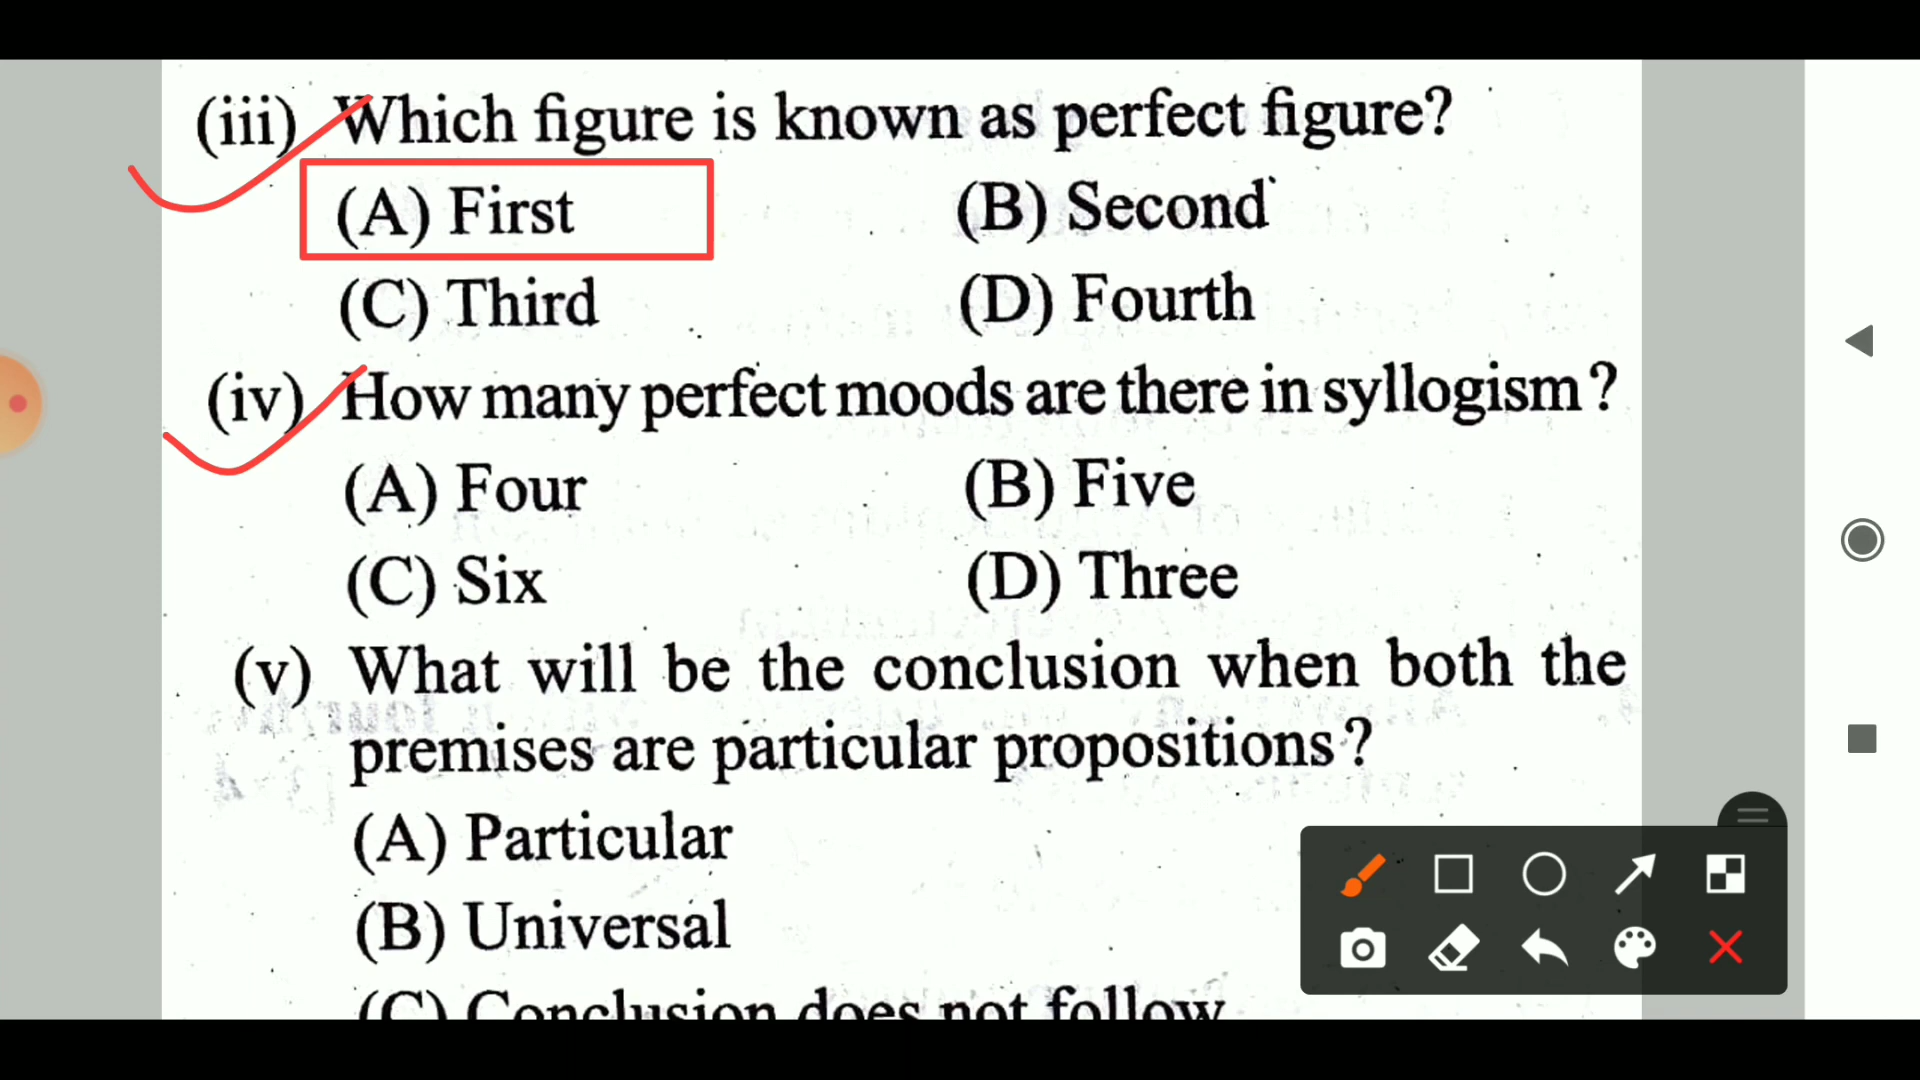 (iii) Which figure is known as perfect figure?
(A) First (B) Second
(C) Third (D) Fourth
(iv) How many perfect moods are there in syllogism?
(A) Four (B) Five
(C) Six (D) Three
(v) What will be the conclusion when both the
premises are particular propositions?
(A) Particular
(B) Universal
(C) Conclusion does not follow